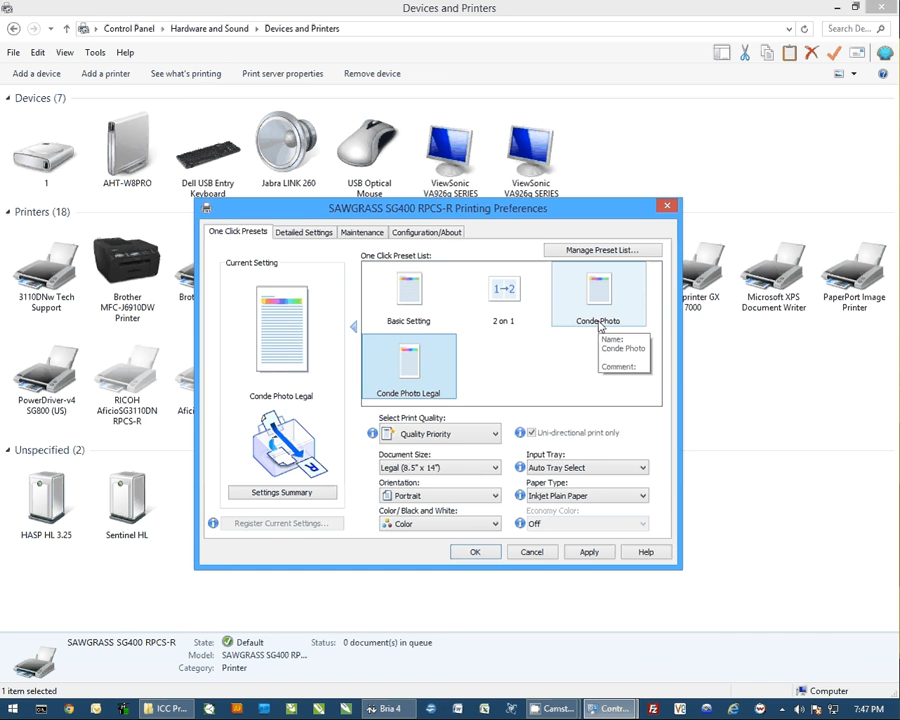 Devices and Printers
Control Panel
Hardware and Sound
Devices and Printers
Search De...
File Edit View Tools Help
Add a device Add a printer See what's printing Print server properties Remove device
Devices (7)
1
AHT-W8PRO
Dell USB Entry
Keyboard
Jabra LINK 260
USB Optical
Mouse
ViewSonic
VA926g SERIES
ViewSonic
VA926g SERIES
Printers (18)
3110DNw Tech
Support
Brother
MFC-J6910DW
Printer
7000
Microsoft XPS
Document Writer
PaperPort Image
Printer
PowerDriver-v4
SG800 (US)
RICOH
AficioSG3110DN
RPCS-R
Unspecified (2)
HASP HL 3.25
Sentinel HL
SAWGRASS SG400 RPCS-R Printing Preferences
One Click Presets Detailed Settings Maintenance Configuration/About
Current Setting
Conde Photo Legal
Settings Summary
Register Current Settings...
One Click Preset List:
Manage Preset List...
Basic Setting
1→2
2 on 1
Conde Photo
Name:
Conde Photo
Comment:
Conde Photo Legal
Select Print Quality:
Quality Priority
Uni-directional print only
Document Size:
Legal (8.5" x 14")
Input Tray:
Auto Tray Select
Orientation:
Portrait
Paper Type:
Inkjet Plain Paper
Color/Black and White:
Color
Economy Color:
Off
OK Cancel Apply Help
SAWGRASS SG400 RPCS-R State: Default Status: 0 document(s) in queue
Model: SAWGRASS SG400 RP...
Category: Printer
1 item selected
Computer
ICC Pr...
Bria 4
Camst...
Contr...
7:47 PM